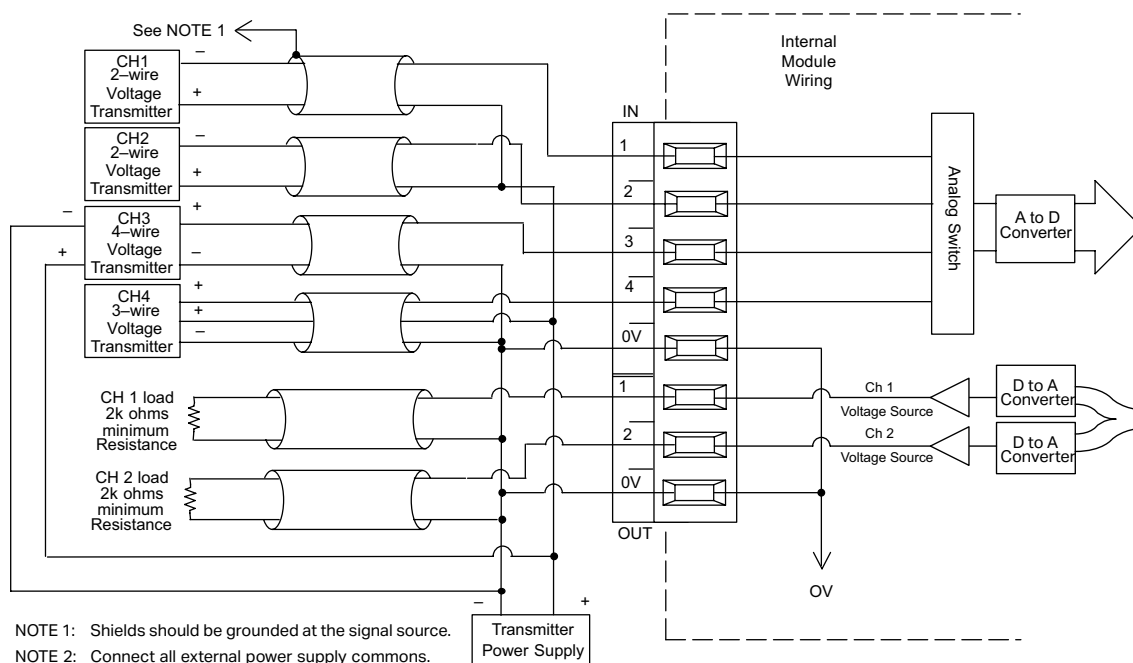 See NOTE 1
CH1
2–wire
Voltage
Transmitter
–
+
CH2
2–wire
Voltage
Transmitter
–
+
–
+
CH3
4–wire
Voltage
Transmitter
+
–
CH4
3–wire
Voltage
Transmitter
+
+
–
CH 1 load
2k ohms
minimum
Resistance
CH 2 load
2k ohms
minimum
Resistance
IN
1
2
3
4
0V
1
2
0V
OUT
Internal
Module
Wiring
Analog Switch
A to D
Converter
Ch 1
Voltage Source
D to A
Converter
Ch 2
Voltage Source
D to A
Converter
OV
–
+
Transmitter
Power Supply
NOTE 1: Shields should be grounded at the signal source.
NOTE 2: Connect all external power supply commons.